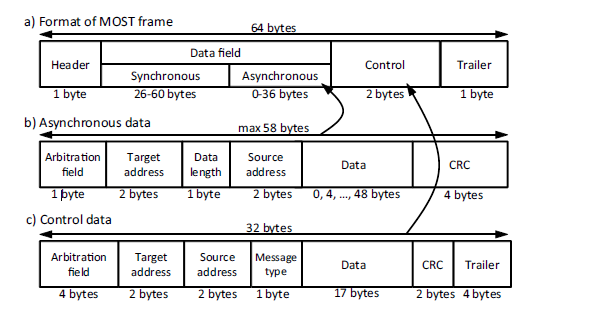 a) Format of MOST frame
64 bytes
Header
Data field
Synchronous
Asynchronous
Control
Trailer
1 byte
26-60 bytes
0-36 bytes
2 bytes
1 byte
b) Asynchronous data
max 58 bytes
Arbitration
field
Target
address
Data
length
Source
address
Data
CRC
1 byte
2 bytes
1 byte
2 bytes
0, 4, ..., 48 bytes
4 bytes
c) Control data
32 bytes
Arbitration
field
Target
address
Source
address
Message
type
Data
CRC
Trailer
4 bytes
2 bytes
2 bytes
1 byte
17 bytes
2 bytes
4 bytes